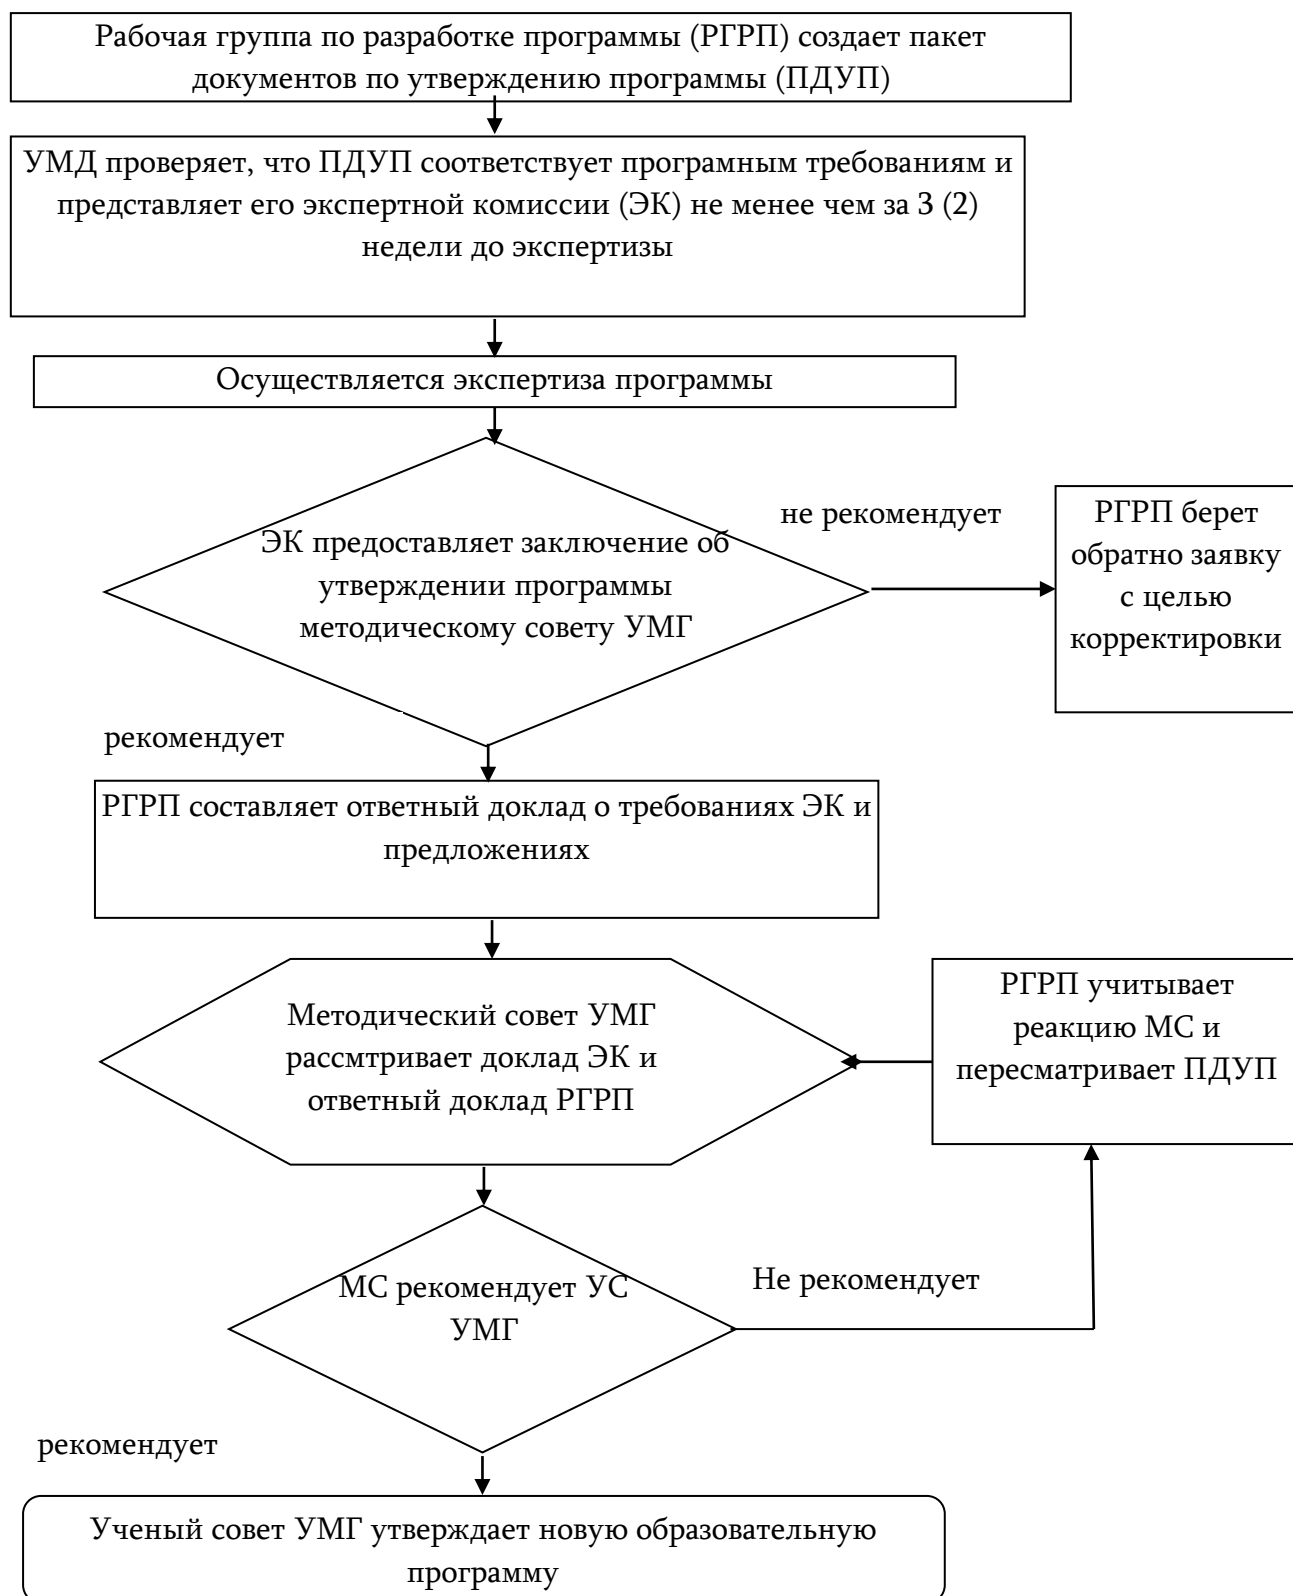 Рабочая группа по разработке программы (РГРП) создает пакет
документов по утверждению программы (ПДУП)
УМД проверяет, что ПДУП соответствует програмным требованиям и
представляет его экспертной комиссии (ЭК) не менее чем за 3 (2)
недели до экспертизы
Осуществляется экспертиза программы
ЭК предоставляет заключение об
утверждении программы
методическому совету УМГ
не рекомендует
РГРП берет
обратно заявку
с целью
корректировки
рекомендует
РГРП составляет ответный доклад о требованиях ЭК и
предложениях
Методический совет УМГ
рассмтривает доклад ЭК и
ответный доклад РГРП
РГРП учитывает
реакцию МС и
пересматривает ПДУП
МС рекомендует УС
УМГ
Не рекомендует
рекомендует
Ученый совет УМГ утверждает новую образовательную
программу